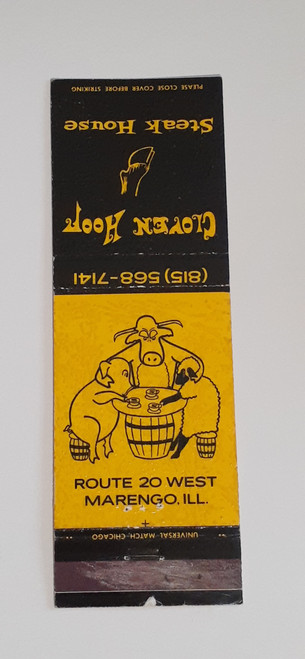 PLEASE CLOSE COVER BEFORE STRIKING
Steak House
Cloven Hoof
(815) 568-7141
ROUTE 20 WEST
MARENGO, ILL.
UNIVERSAL MATCH, CHICAGO